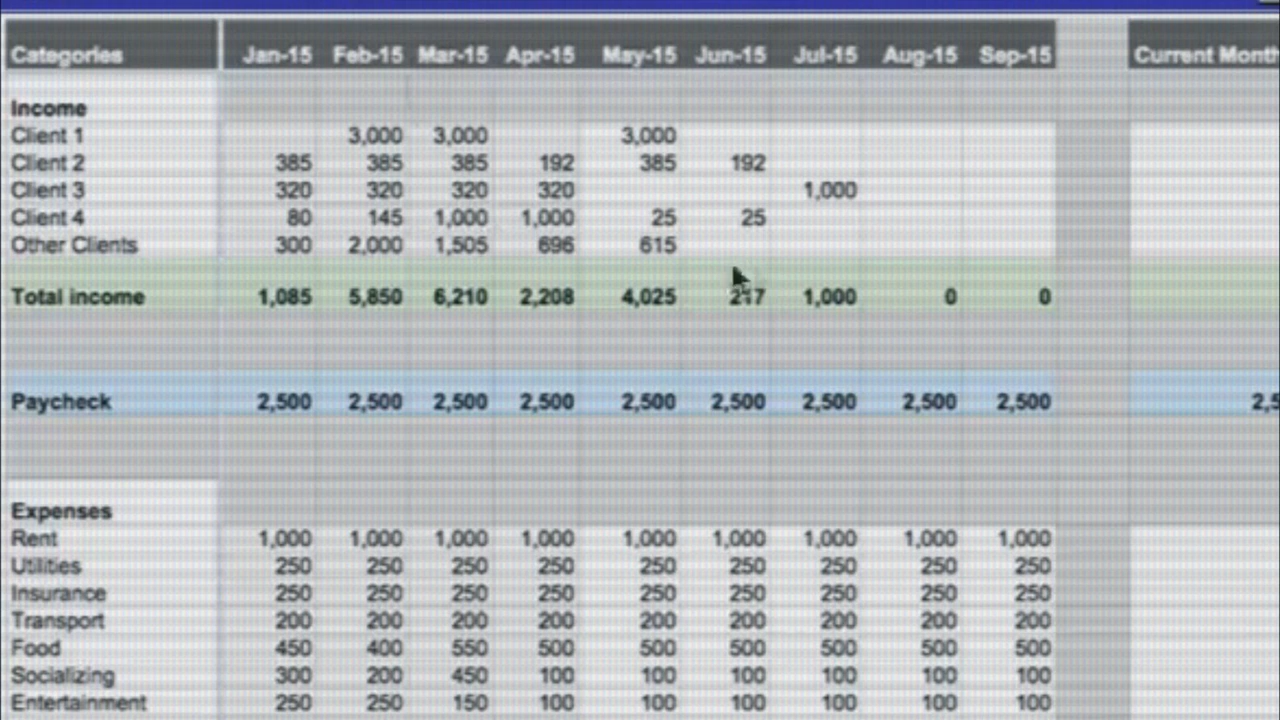 Categories Jan-15 Feb-15 Mar-15 Apr-15 May-15 Jun-15 Jul-15 Aug-15 Sep-15 Current Month
Income
Client 1 3,000 3,000 3,000
Client 2 385 385 385 192 385 192
Client 3 320 320 320 320 1,000
Client 4 80 145 1,000 1,000 25 25
Other Clients 300 2,000 1,505 696 615
Total income 1,085 5,850 6,210 2,208 4,025 217 1,000 0 0
Paycheck 2,500 2,500 2,500 2,500 2,500 2,500 2,500 2,500 2,500 2,5
Expenses
Rent 1,000 1,000 1,000 1,000 1,000 1,000 1,000 1,000 1,000
Utilities 250 250 250 250 250 250 250 250 250
Insurance 250 250 250 250 250 250 250 250 250
Transport 200 200 200 200 200 200 200 200 200
Food 450 400 550 500 500 500 500 500 500
Socializing 300 200 450 100 100 100 100 100 100
Entertainment 250 250 150 100 100 100 100 100 100